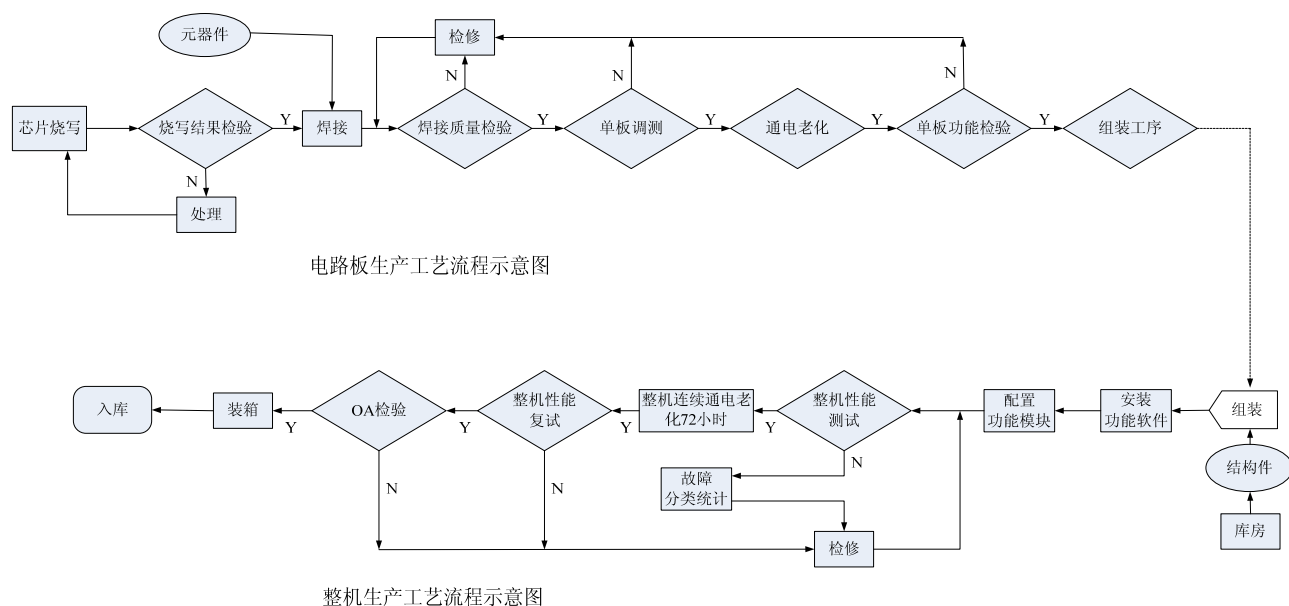 元器件
检修
N
N
N
芯片烧写
烧写结果检验
Y
焊接
焊接质量检验
Y
单板调测
Y
通电老化
Y
单板功能检验
Y
组装工序
N
处理
电路板生产工艺流程示意图
入库
装箱
Y
OA检验
Y
整机性能
复试
Y
整机连续通电老
化72小时
Y
整机性能
测试
配置
功能模块
安装
功能软件
组装
N
故障
分类统计
结构件
N
N
检修
库房
整机生产工艺流程示意图